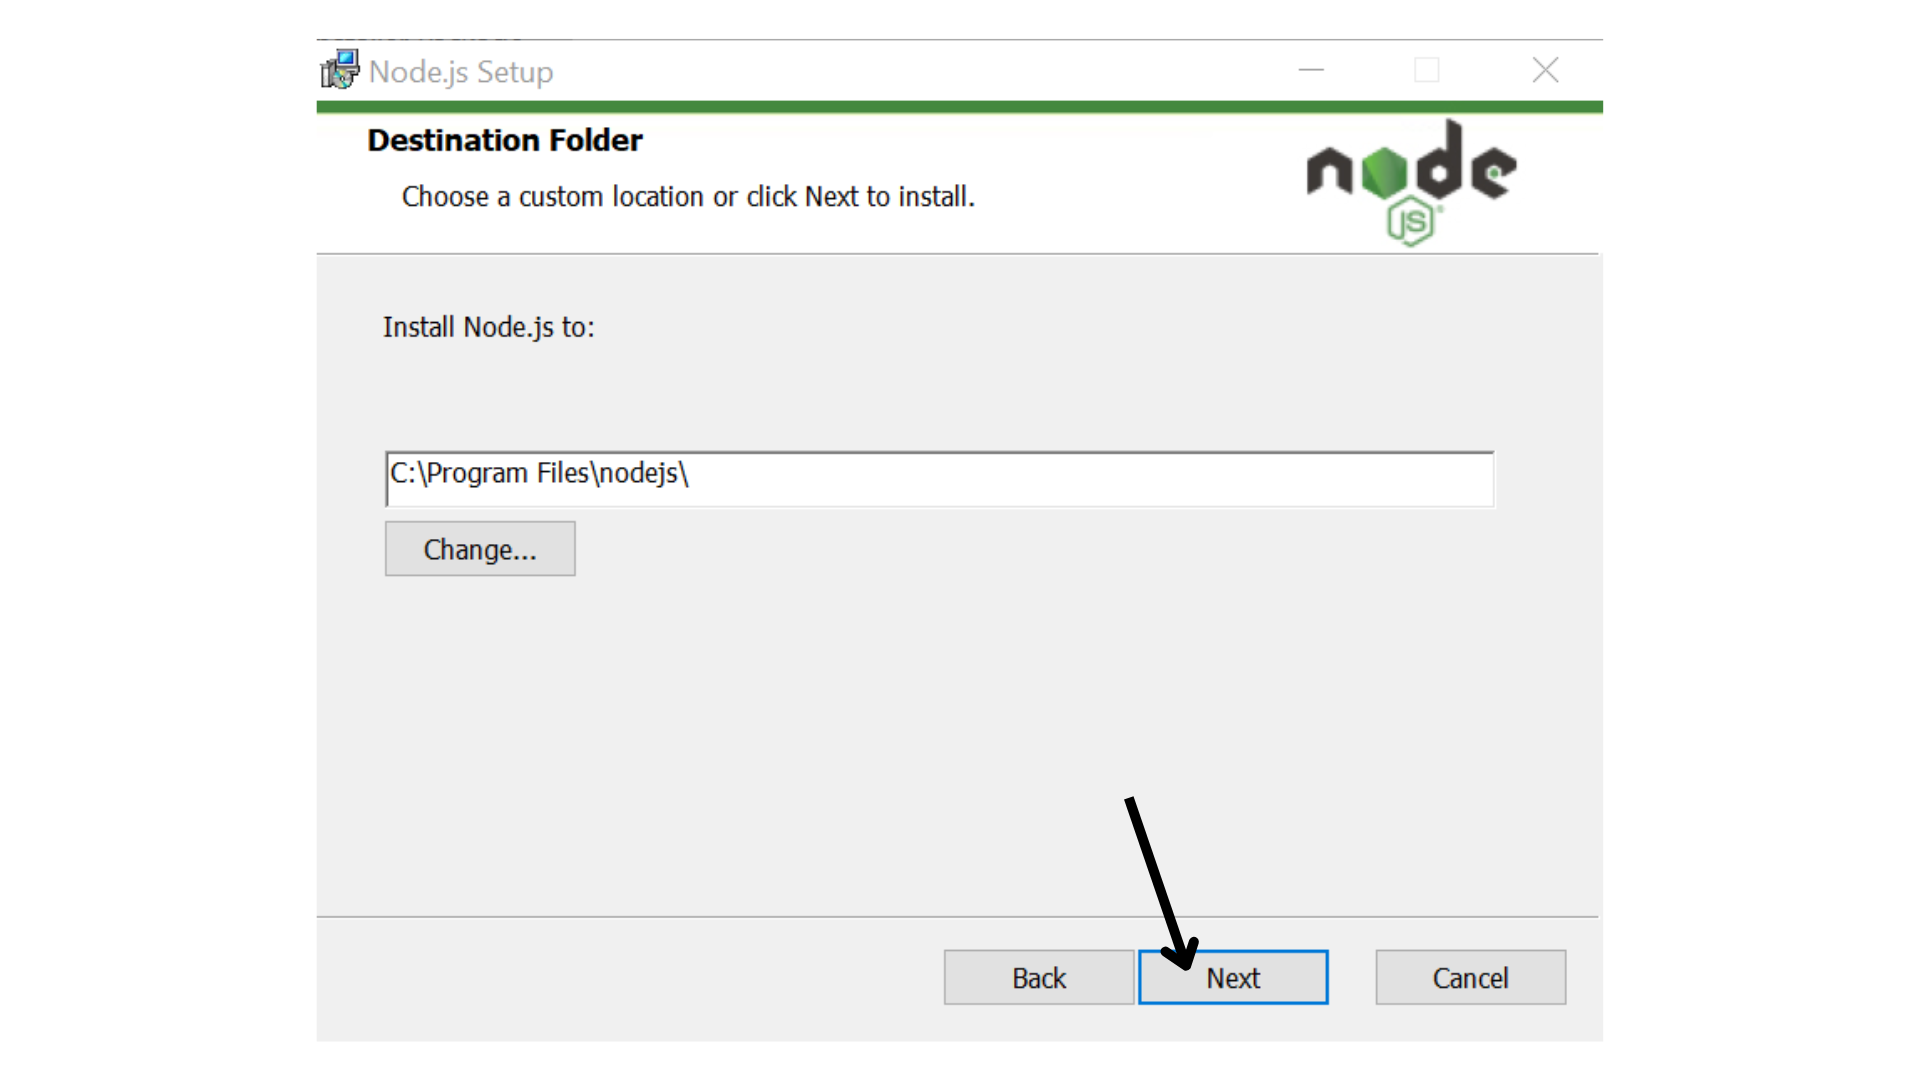 Node.js Setup
Destination Folder
Choose a custom location or click Next to install.
node
JS
Install Node.js to:
C:\Program Files\nodejs\
Change...
Back
Next
Cancel